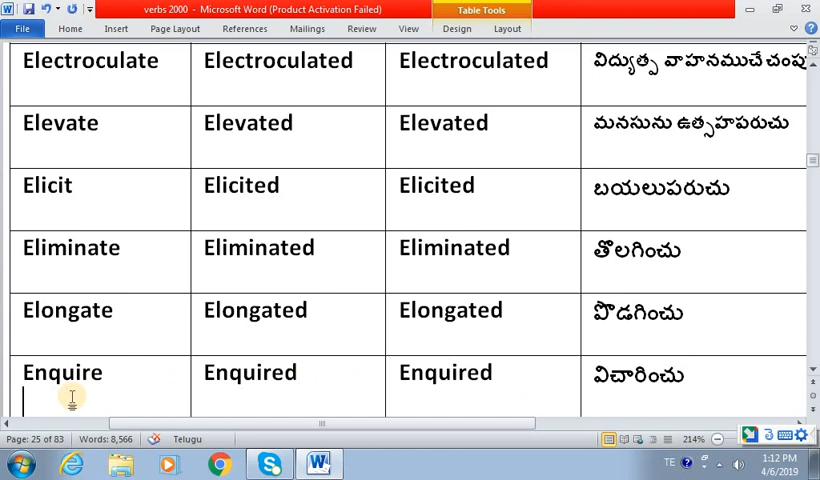 verbs 2000 - Microsoft Word (Product Activation Failed)
Table Tools
File Home Insert Page Layout References Mailings Review View Design Layout
Electroculate Electroculated Electroculated విద్యుత్ప వాహనముచే చంపు
Elevate Elevated Elevated మనసును ఉత్సహపరుచు
Elicit Elicited Elicited బయలుపరుచు
Eliminate Eliminated Eliminated తొలగించు
Elongate Elongated Elongated పొడగించు
Enquire Enquired Enquired విచారించు
Page: 25 of 83 Words: 8,566 Telugu 214%
TE 1:12 PM
4/6/2019